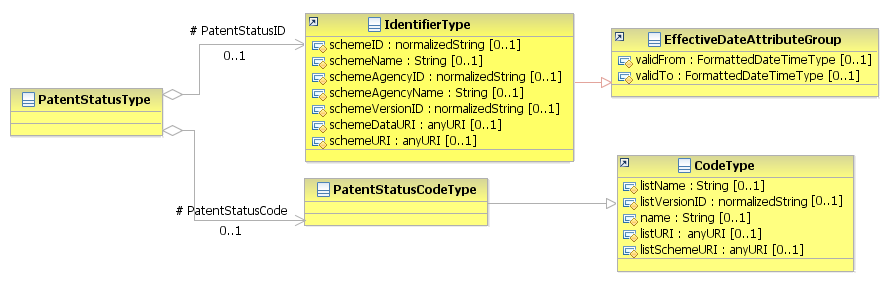 PatentStatusType
# PatentStatusID
0..1
IdentifierType
schemeID : normalizedString [0..1]
schemeName : String [0..1]
schemeAgencyID : normalizedString [0..1]
schemeAgencyName : String [0..1]
schemeVersionID : normalizedString [0..1]
schemeDataURI : anyURI [0..1]
schemeURI : anyURI [0..1]
EffectiveDateAttributeGroup
validFrom : FormattedDateTimeType [0..1]
validTo : FormattedDateTimeType [0..1]
# PatentStatusCode
0..1
PatentStatusCodeType
CodeType
listName : String [0..1]
listVersionID : normalizedString [0..1]
name : String [0..1]
listURI : anyURI [0..1]
listSchemeURI : anyURI [0..1]